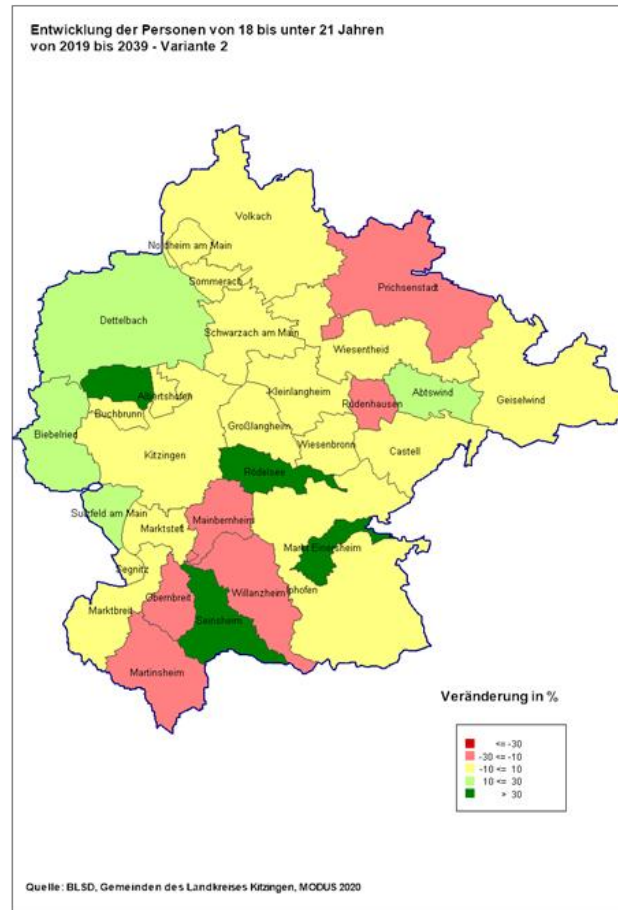 Entwicklung der Personen von 18 bis unter 21 Jahren
von 2019 bis 2039 - Variante 2
Volkach
Nordheim am Main
Prichsenstadt
Sommerach
Dettelbach
Schwarzach am Main
Wiesentheid
Kleinlangheim
Abtswind
Geiselwind
Albertshofen
Rüdenhausen
Buchbrunn
Großlangheim
Biebelried
Wiesenbronn
Castell
Kitzingen
Rödelsee
Sulzfeld am Main
Mainbernheim
Marktsteft
Markt Einersheim
Segnitz
Willanzheim
Iphofen
Obernbreit
Marktbreit
Seinsheim
Martinsheim
Veränderung in %
<= -30
-30 <= -10
-10 <= 10
10 <= 30
> 30
Quelle: BLSD, Gemeinden des Landkreises Kitzingen, MODUS 2020